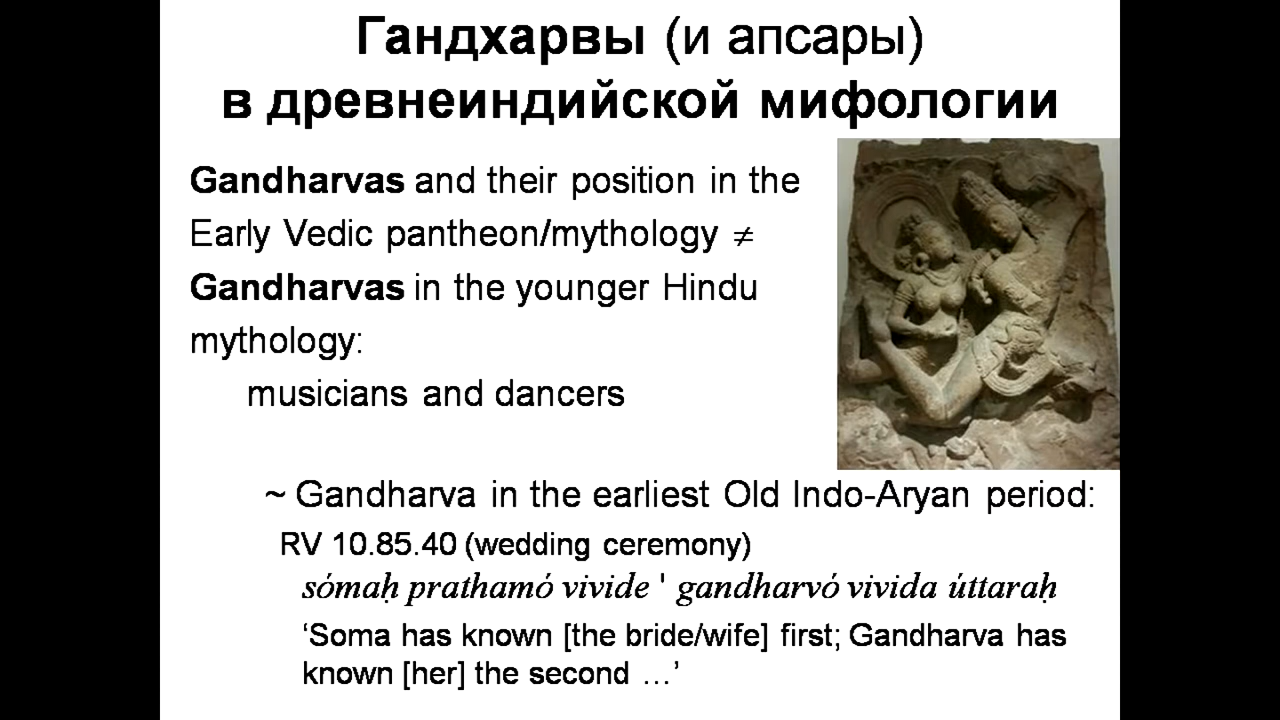 Гандхарвы (и апсары)
в древнеиндийской мифологии
Gandharvas and their position in the
Early Vedic pantheon/mythology ≠
Gandharvas in the younger Hindu
mythology:
musicians and dancers
~ Gandharva in the earliest Old Indo-Aryan period:
RV 10.85.40 (wedding ceremony)
sómaḥ prathamó vivide ' gandharvó vivida úttaraḥ
‘Soma has known [the bride/wife] first; Gandharva has
known [her] the second …’